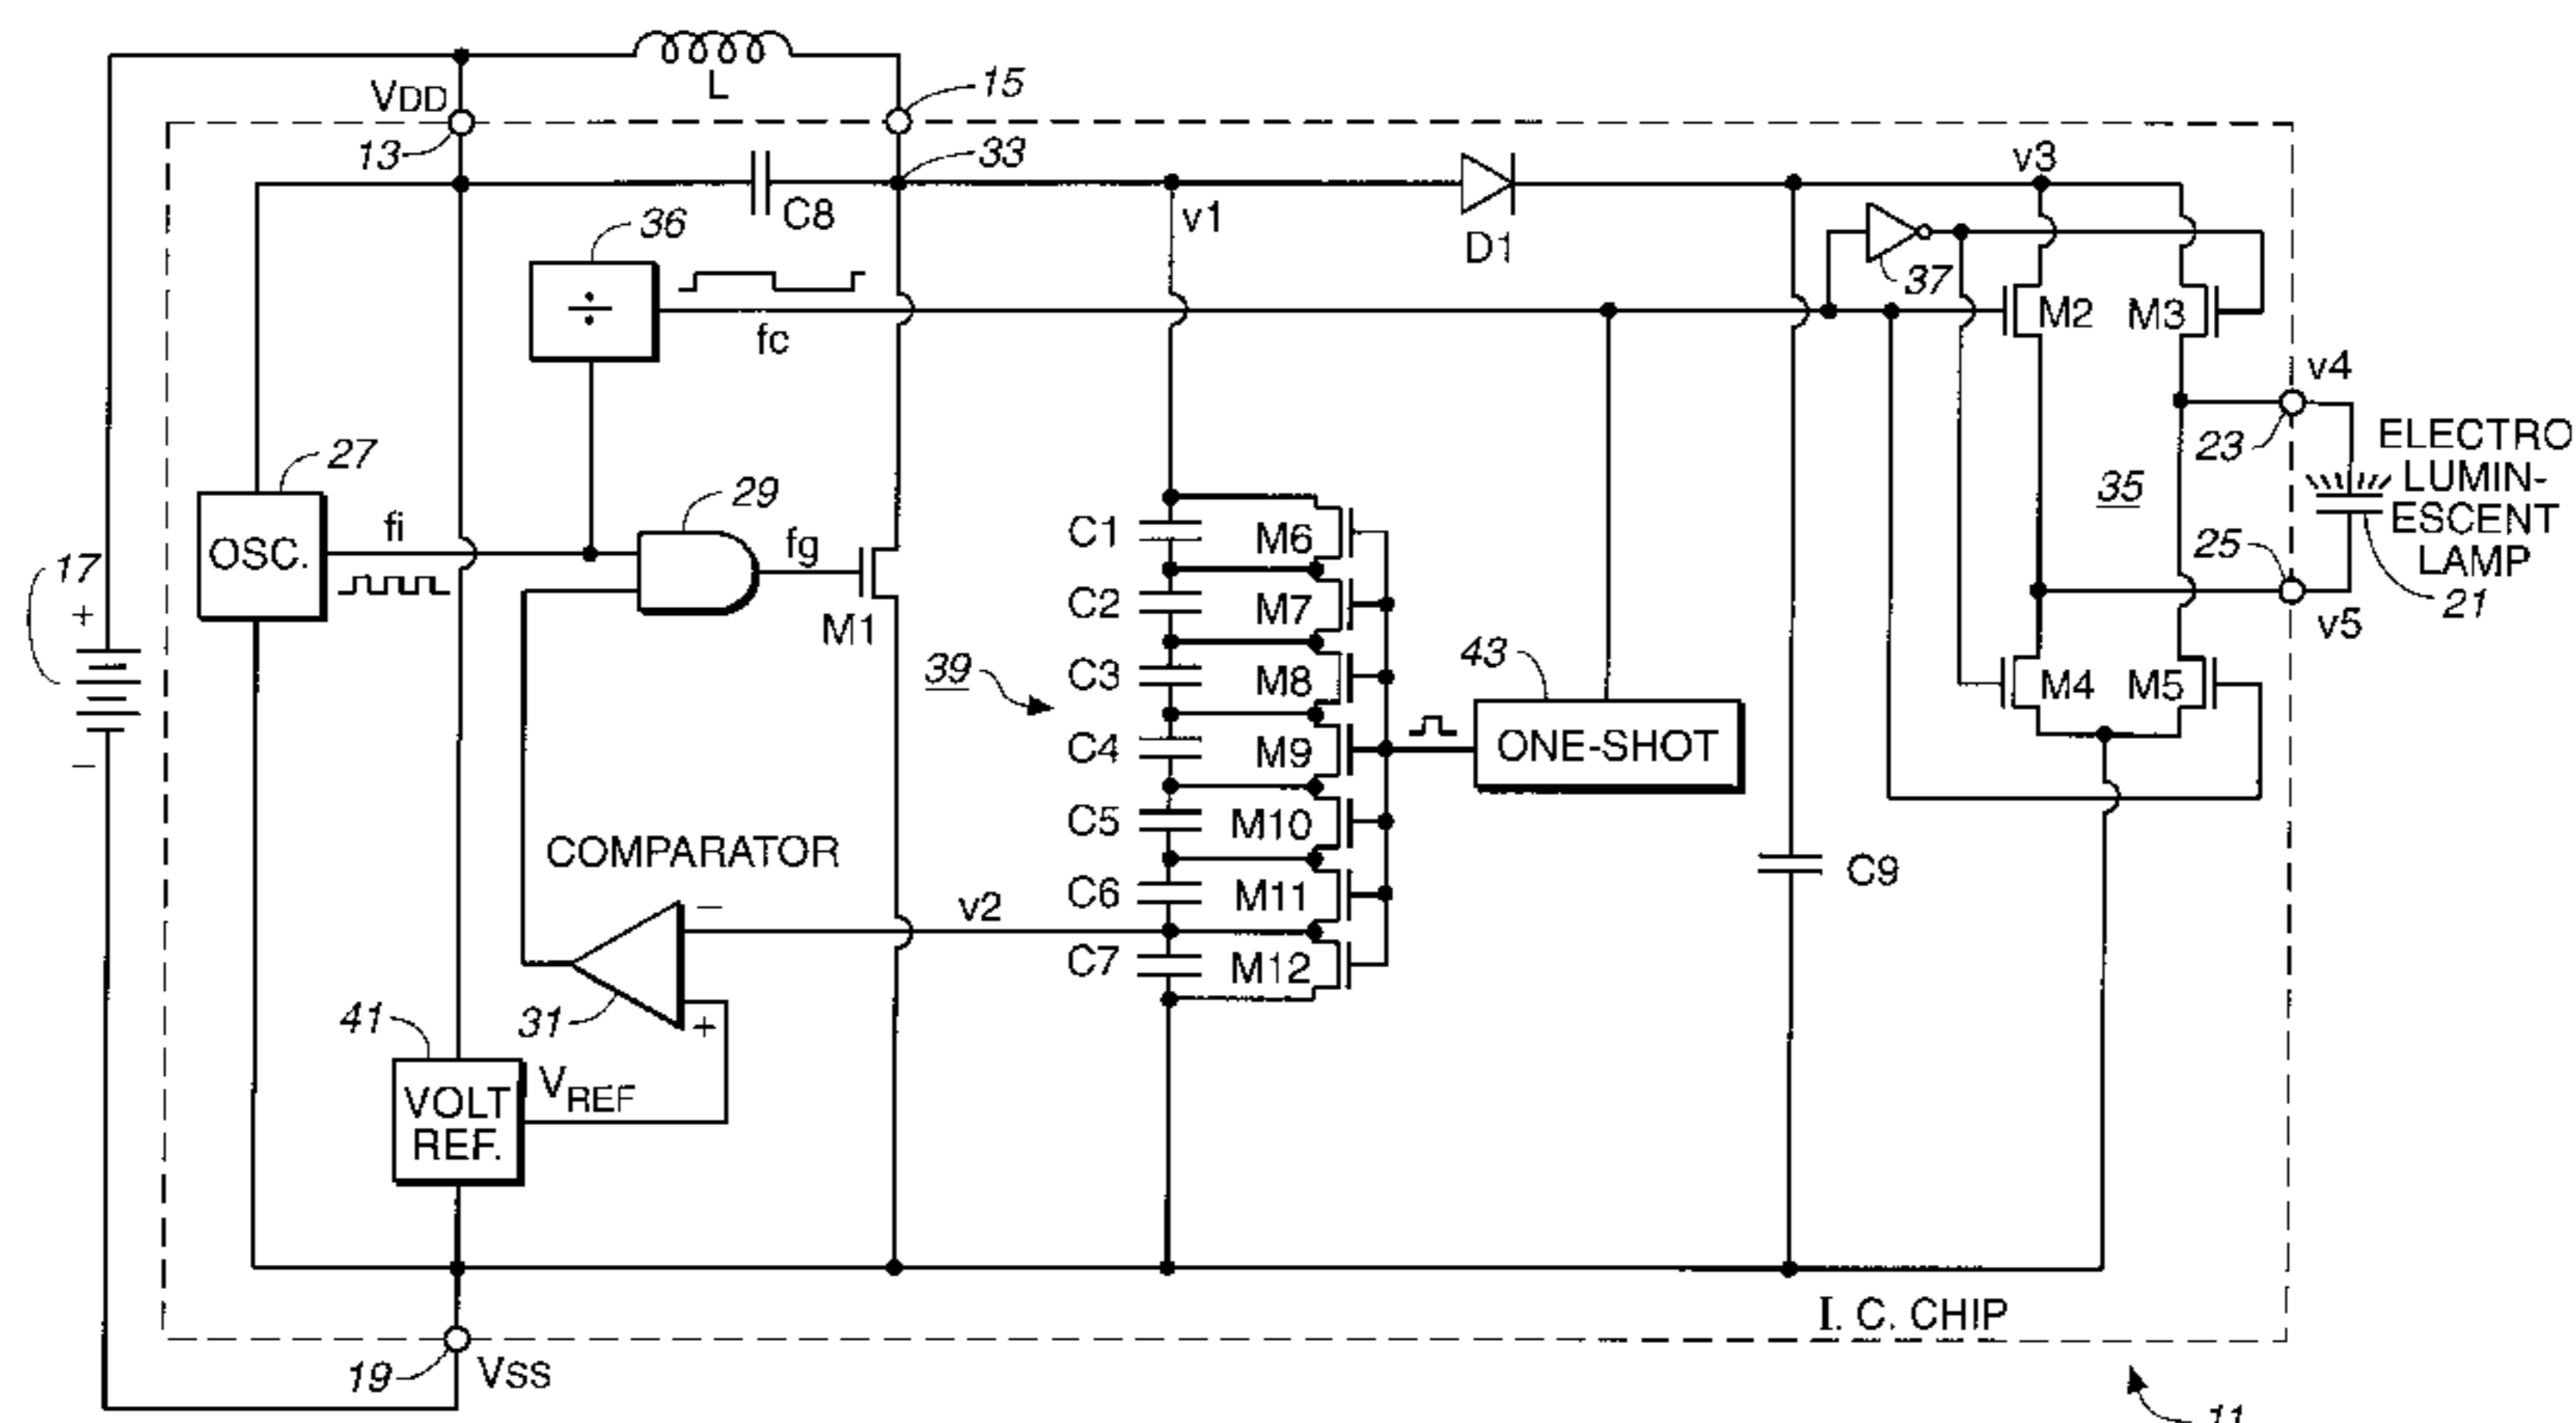 L
15
VDD
13
33
v3
C8
v1
D1
36
÷
37
fc
M2
M3
v4
27
29
23
ELECTRO
LUMIN-
ESCENT
LAMP
35
OSC.
fi
fg
M1
C1
M6
25
v5
21
17
+
−
C2
M7
39
C3
M8
43
M4
M5
C4
M9
ONE-SHOT
C5
M10
COMPARATOR
C6
M11
C9
v2
−
C7
M12
31
+
41
VOLT
REF.
VREF
I. C. CHIP
19
VSS
11